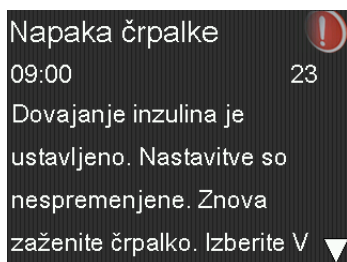 Napaka črpalke
09:00 23
Dovajanje inzulina je
ustavljeno. Nastavitve so
nespremenjene. Znova
zaženite črpalko. Izberite V